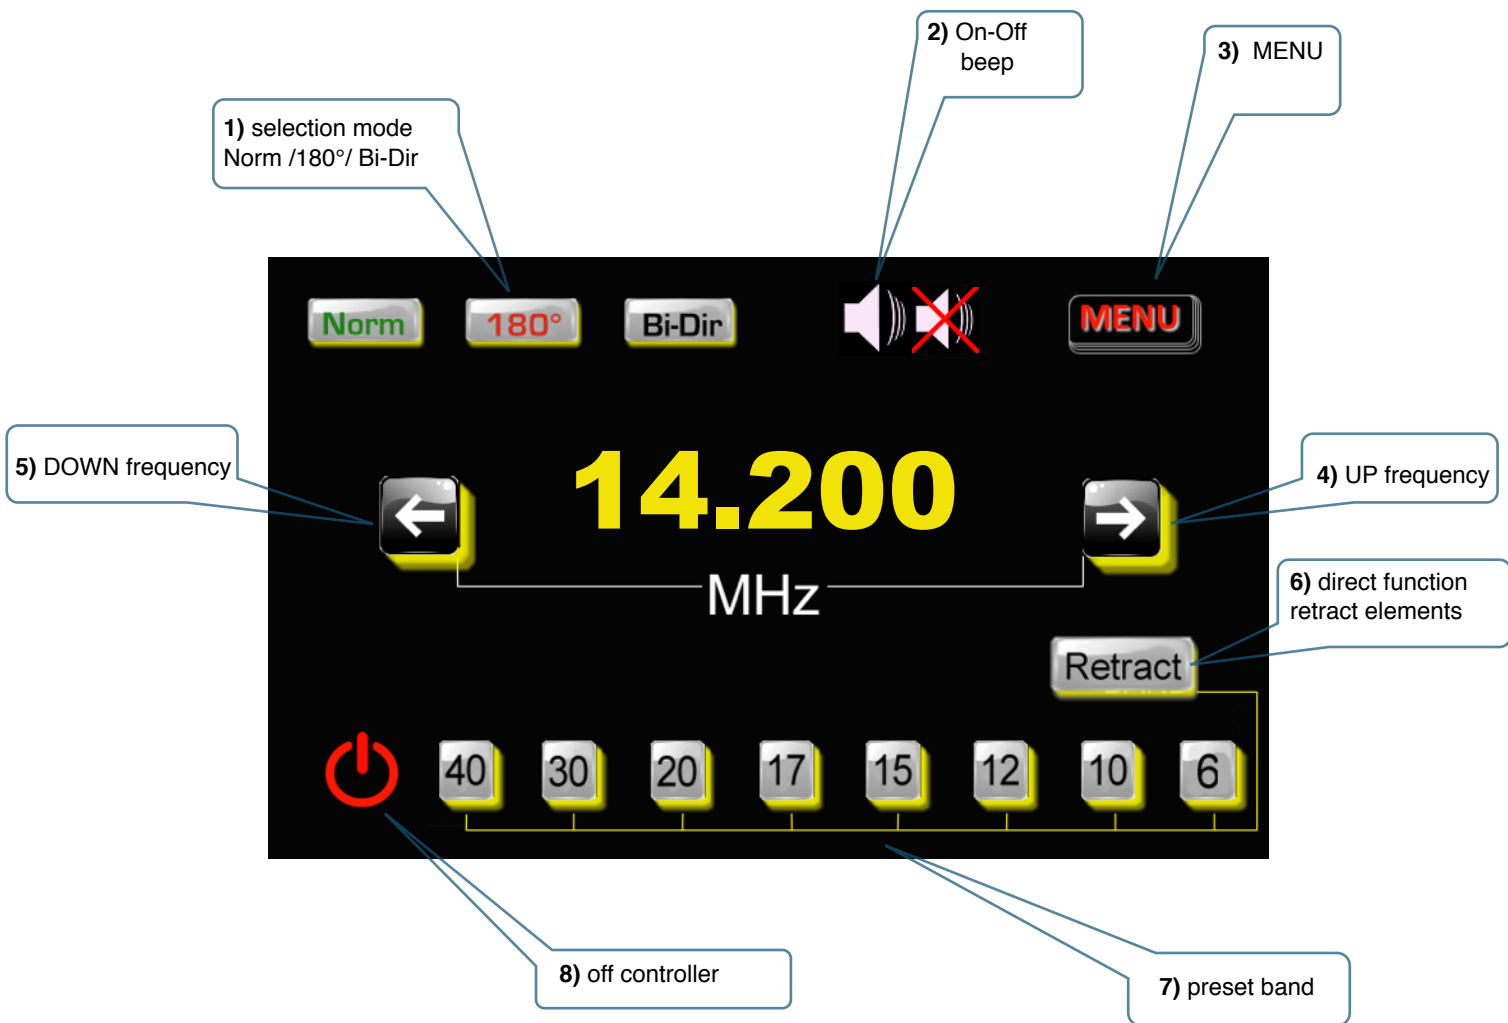 2) On-Off
beep
3) MENU
1) selection mode
Norm /180°/ Bi-Dir
Norm
180°
Bi-Dir
MENU
5) DOWN frequency
14.200
4) UP frequency
MHz
6) direct function
retract elements
Retract
40
30
20
17
15
12
10
6
8) off controller
7) preset band